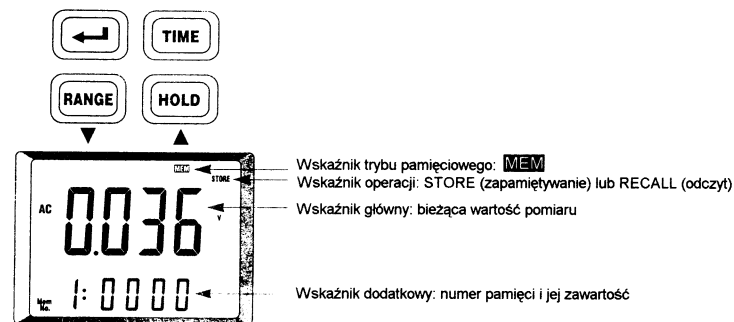 TIME
RANGE HOLD
MEM
STORE
AC 0.036 V
Mem No. 1: 0000
Wskaźnik trybu pamięciowego: MEM
Wskaźnik operacji: STORE (zapamiętywanie) lub RECALL (odczyt)
Wskaźnik główny: bieżąca wartość pomiaru
Wskaźnik dodatkowy: numer pamięci i jej zawartość